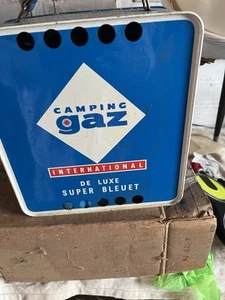 CAMPING
gaz
INTERNATIONAL
DE LUXE
SUPER BLEUET